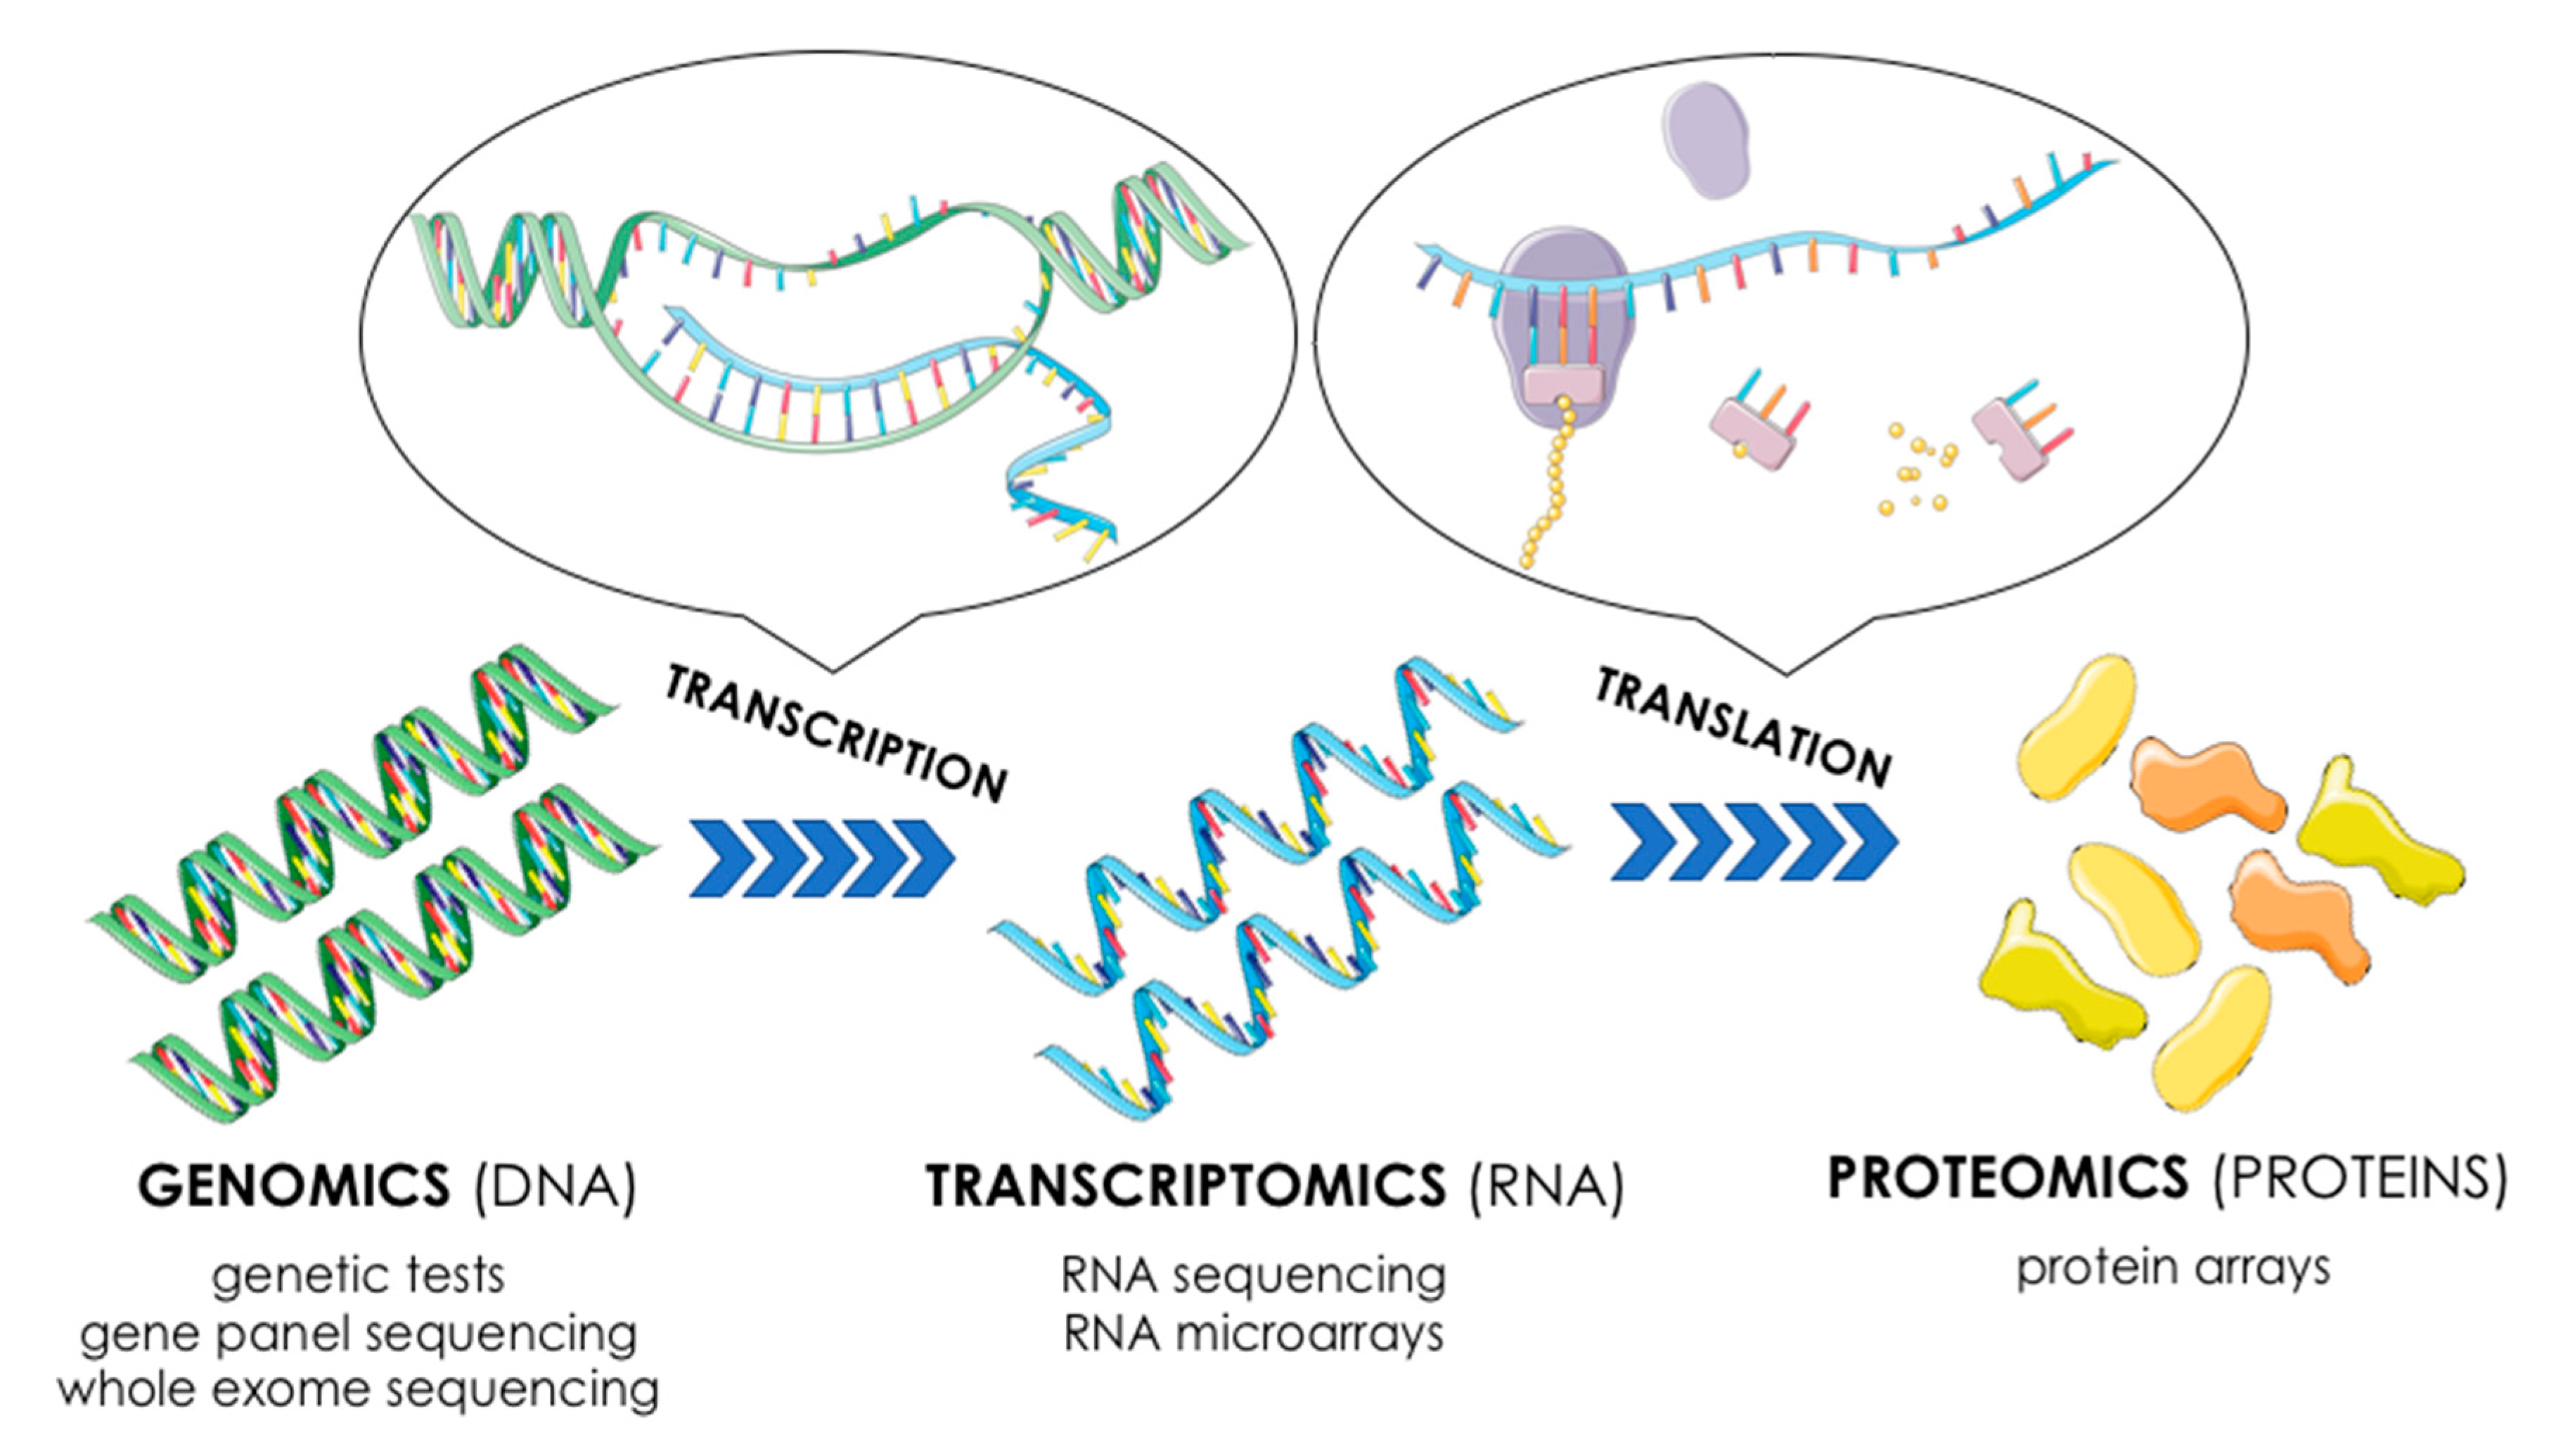 TRANSCRIPTION
TRANSLATION
GENOMICS (DNA)
genetic tests
gene panel sequencing
whole exome sequencing
TRANSCRIPTOMICS (RNA)
RNA sequencing
RNA microarrays
PROTEOMICS (PROTEINS)
protein arrays